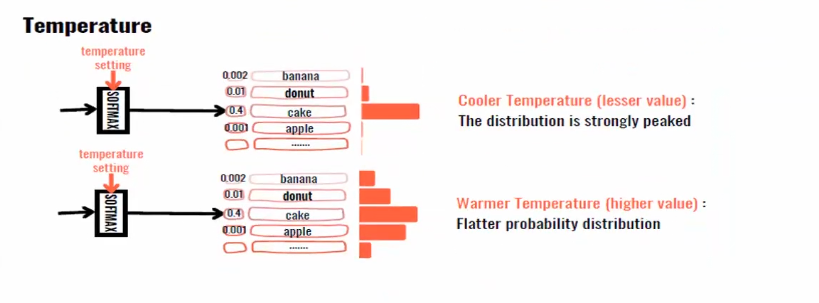 Temperature
temperature
setting
SOFTMAX
0.002 banana
0.01 donut
0.4 cake
0.001 apple
.......
Cooler Temperature (lesser value) :
The distribution is strongly peaked
temperature
setting
SOFTMAX
0.002 banana
0.01 donut
0.4 cake
0.001 apple
.......
Warmer Temperature (higher value) :
Flatter probability distribution